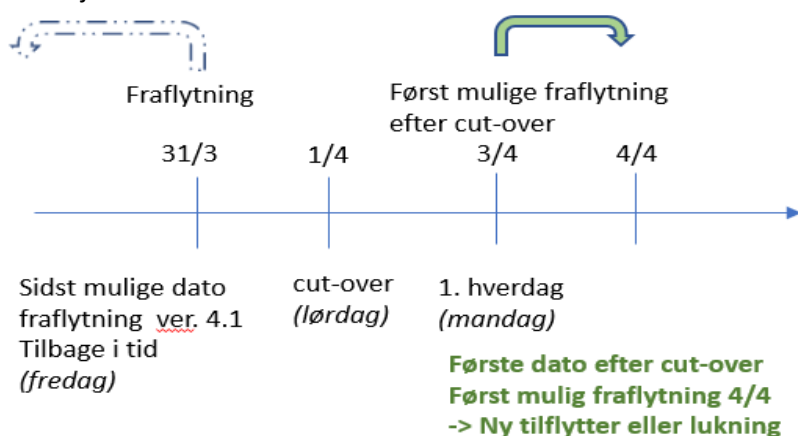 Fraflytning
Først mulige fraflytning
efter cut-over
31/3
1/4
3/4
4/4
Sidst mulige dato
fraflytning ver. 4.1
Tilbage i tid
(fredag)
cut-over
(lørdag)
1. hverdag
(mandag)
Første dato efter cut-over
Først mulig fraflytning 4/4
-> Ny tilflytter eller lukning